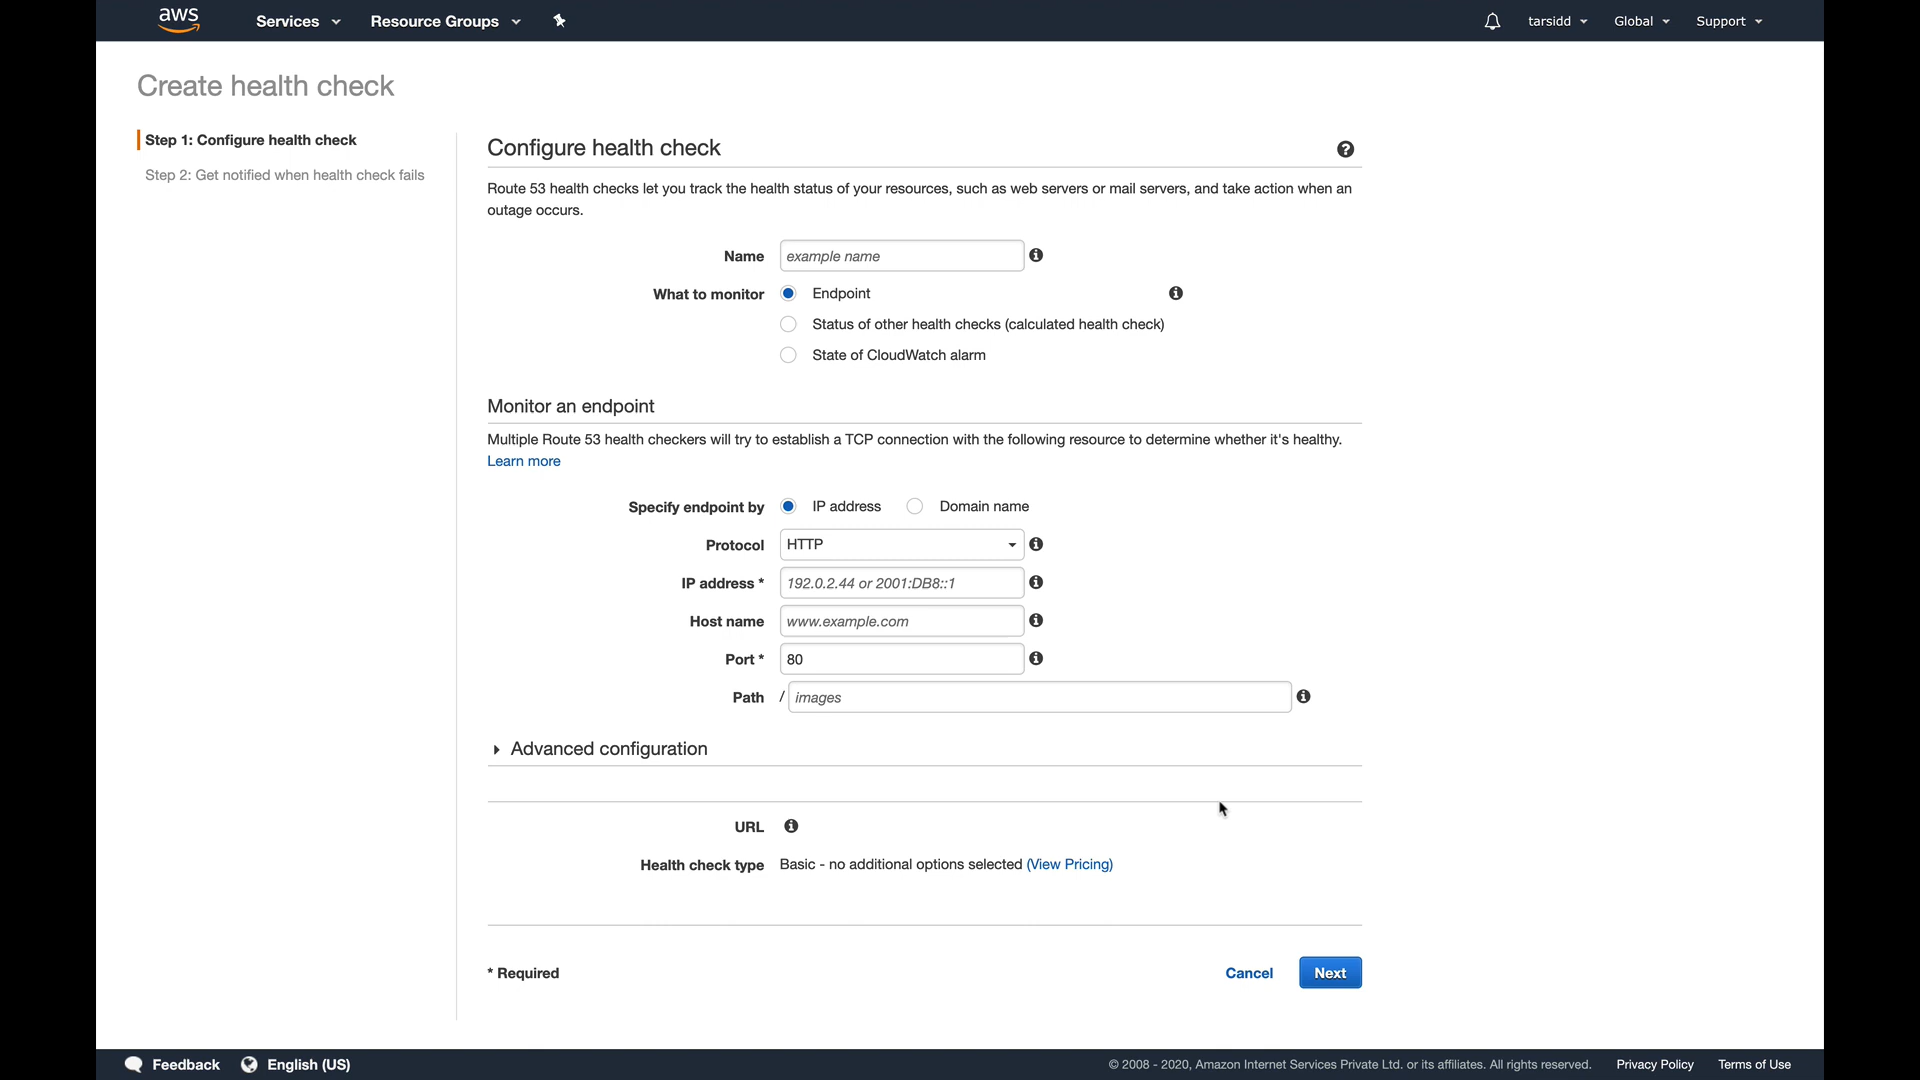 aws
Services
Resource Groups
tarsidd
Global
Support
Create health check
Step 1: Configure health check
Step 2: Get notified when health check fails
Configure health check
Route 53 health checks let you track the health status of your resources, such as web servers or mail servers, and take action when an
outage occurs.
Name example name
What to monitor Endpoint
Status of other health checks (calculated health check)
State of CloudWatch alarm
Monitor an endpoint
Multiple Route 53 health checkers will try to establish a TCP connection with the following resource to determine whether it's healthy.
Learn more
Specify endpoint by IP address Domain name
Protocol HTTP
IP address * 192.0.2.44 or 2001:DB8::1
Host name www.example.com
Port * 80
Path / images
Advanced configuration
URL
Health check type Basic - no additional options selected (View Pricing)
* Required
Cancel
Next
Feedback
English (US)
© 2008 - 2020, Amazon Internet Services Private Ltd. or its affiliates. All rights reserved.
Privacy Policy
Terms of Use